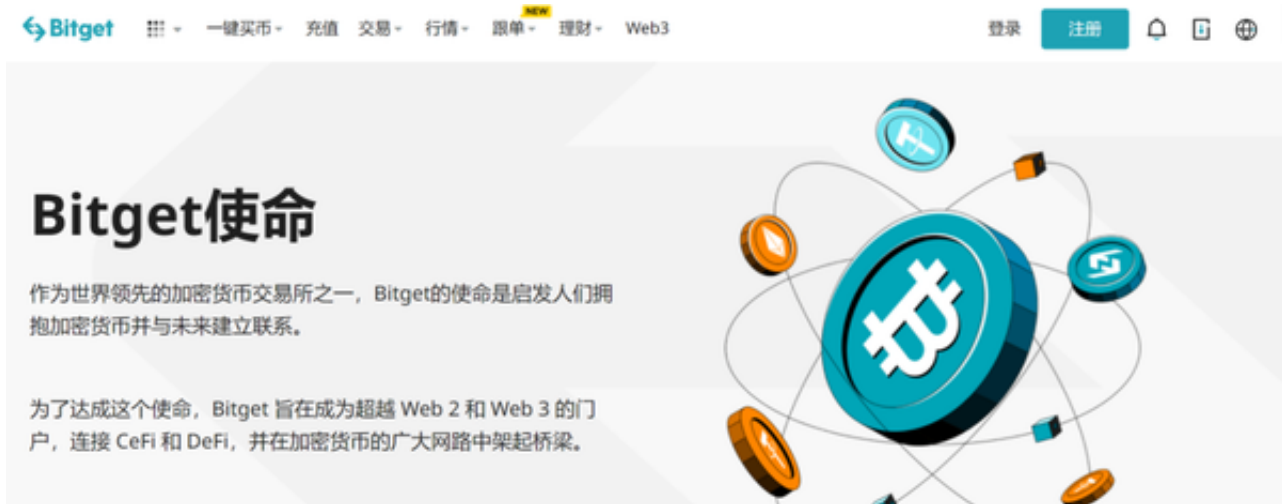 Bitget 一键买币 充值 交易 行情 跟单 NEW 理财 Web3 登录 注册
Bitget使命
作为世界领先的加密货币交易所之一，Bitget的使命是启发人们拥
抱加密货币并与未来建立联系。
为了达成这个使命，Bitget 旨在成为超越 Web 2 和 Web 3 的门
户，连接 CeFi 和 DeFi，并在加密货币的广大网路中架起桥梁。